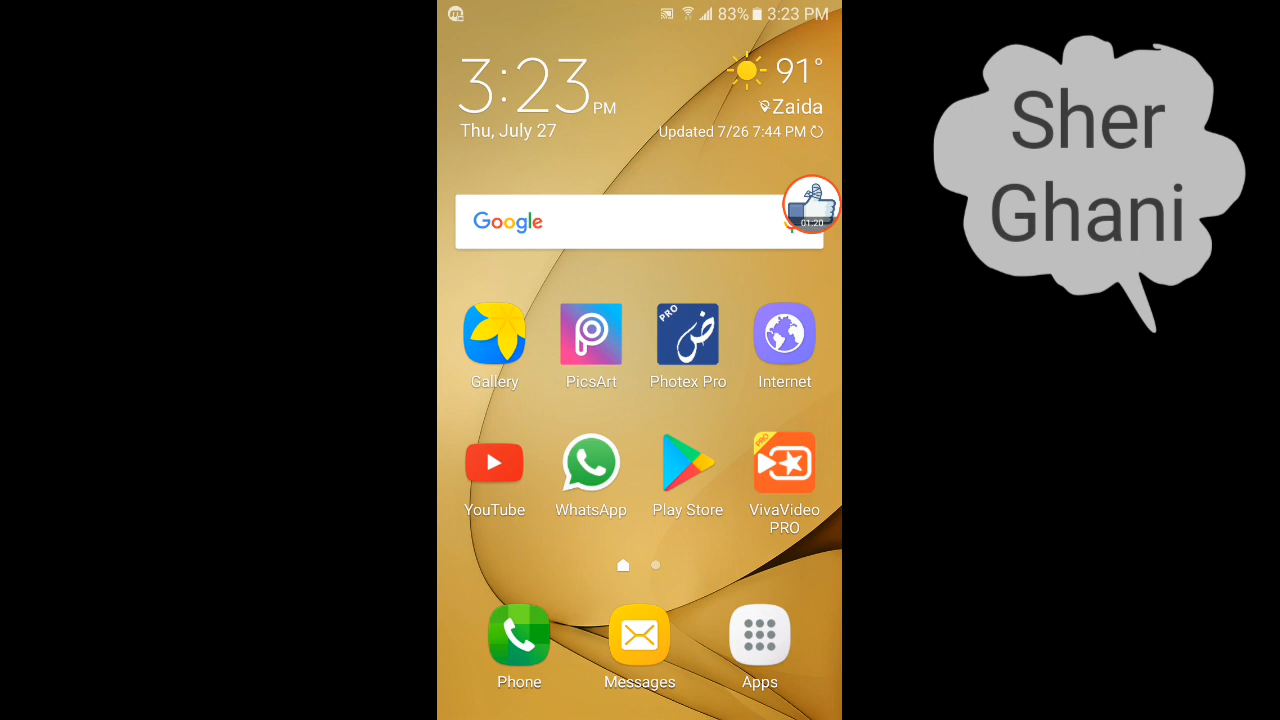 83% 3:23 PM
3:23 PM
Thu, July 27
91°
Zaida
Updated 7/26 7:44 PM
Google
01:20
Sher
Ghani
PRO
ض
Gallery
PicsArt
Photex Pro
Internet
PRO
YouTube
WhatsApp
Play Store
VivaVideo
PRO
Phone
Messages
Apps